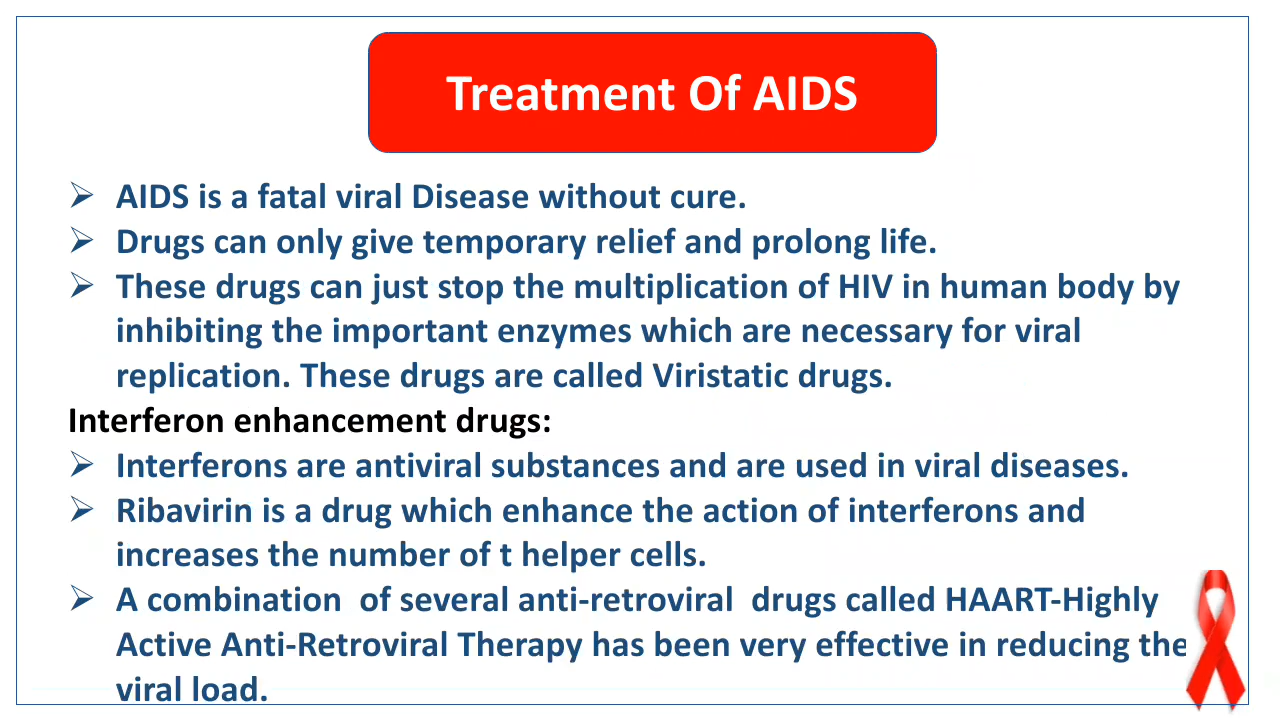 Treatment Of AIDS
➢ AIDS is a fatal viral Disease without cure.
➢ Drugs can only give temporary relief and prolong life.
➢ These drugs can just stop the multiplication of HIV in human body by
inhibiting the important enzymes which are necessary for viral
replication. These drugs are called Viristatic drugs.
Interferon enhancement drugs:
➢ Interferons are antiviral substances and are used in viral diseases.
➢ Ribavirin is a drug which enhance the action of interferons and
increases the number of t helper cells.
➢ A combination  of several anti-retroviral  drugs called HAART-Highly
Active Anti-Retroviral Therapy has been very effective in reducing the
viral load.